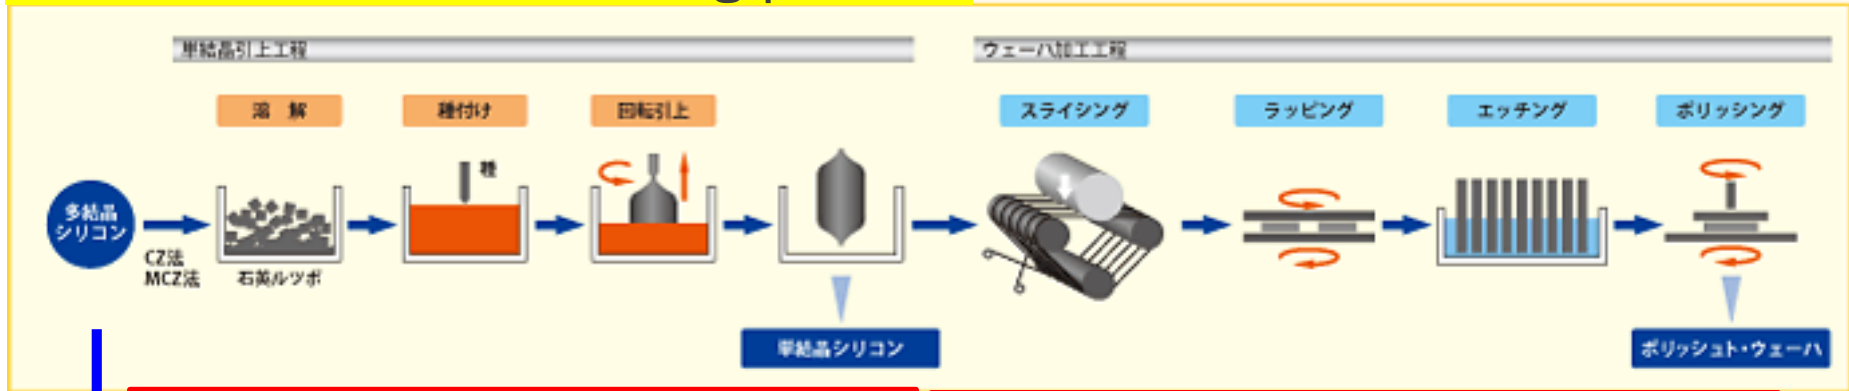 単結晶引上工程
ウェーハ加工工程
溶 解
種付け
回転引上
スライシング
ラッピング
エッチング
ポリッシング
種
多結晶
シリコン
CZ法
MCZ法
石英ルツボ
単結晶シリコン
ポリッシュト・ウェーハ